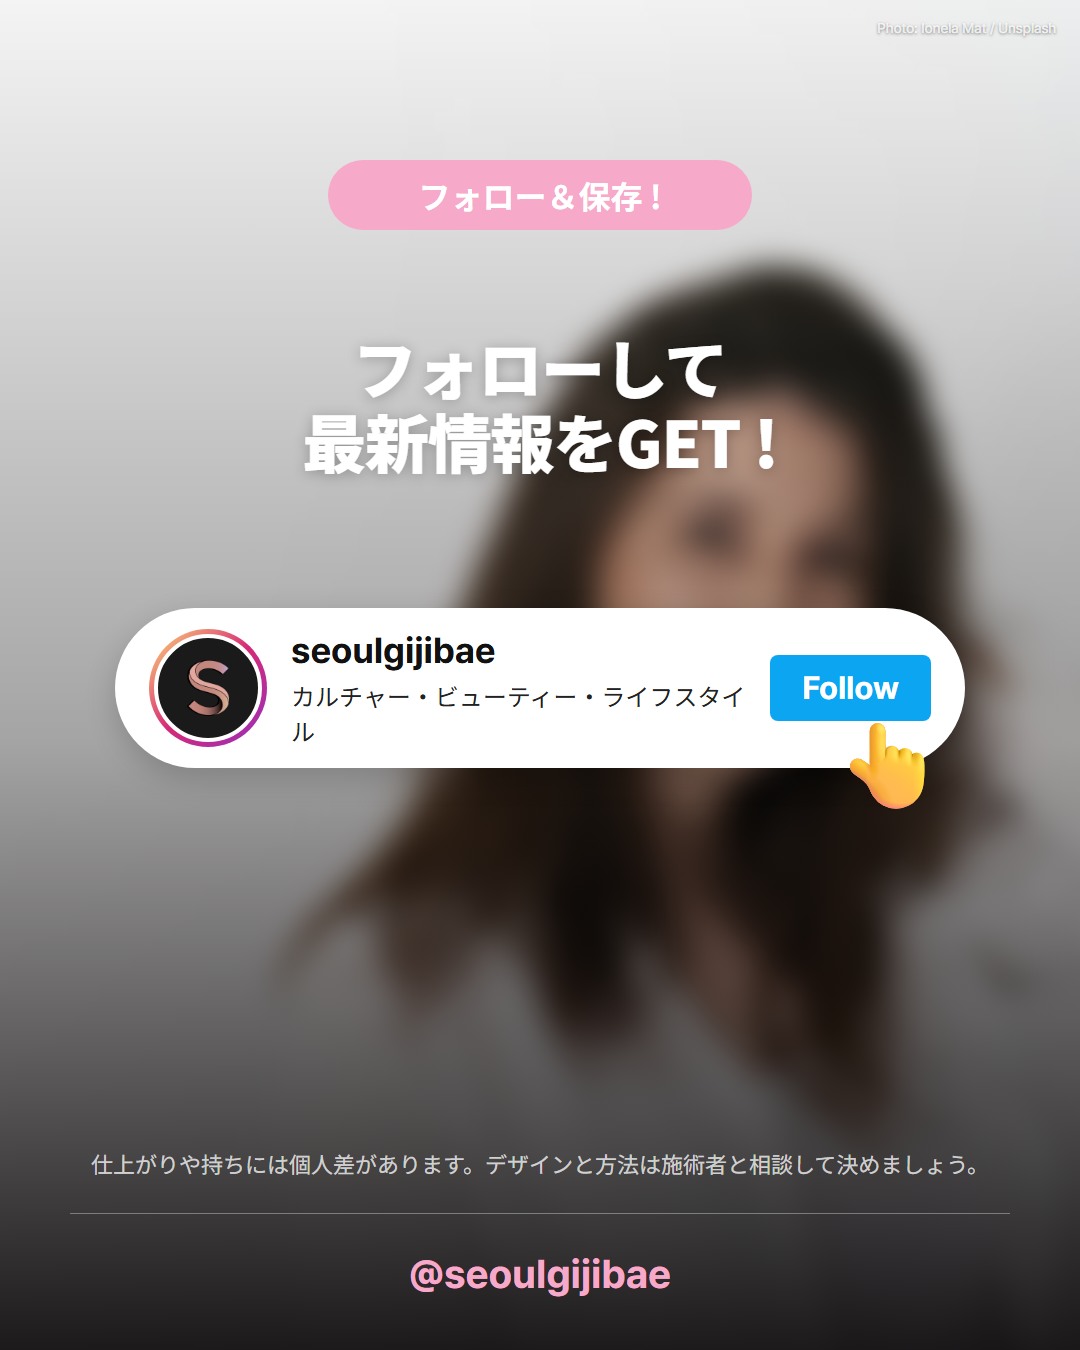 Photo: Ionela Mat / Unsplash
フォロー＆保存！
フォローして
最新情報をGET！
S
seoulgijibae
カルチャー・ビューティー・ライフスタイ
ル
Follow
仕上がりや持ちには個人差があります。デザインと方法は施術者と相談して決めましょう。
@seoulgijibae